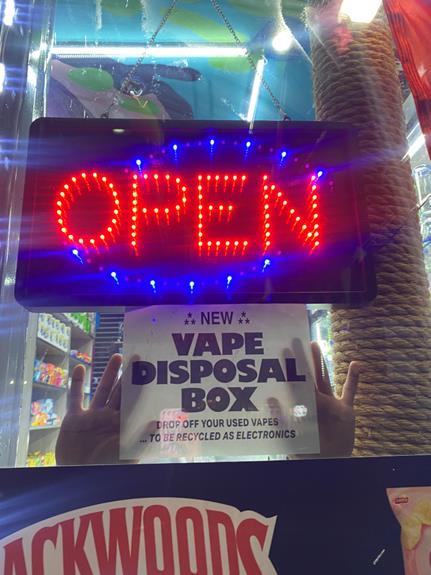 OPEN
NEW
VAPE
DISPOSAL
BOX
DROP OFF YOUR USED VAPES
... TO BE RECYCLED AS ELECTRONICS
ACKWOODS